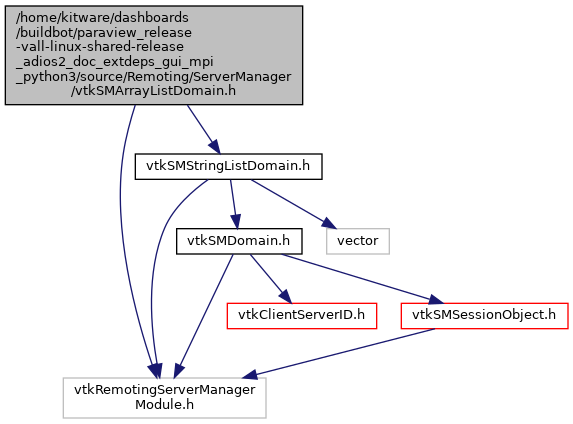 /home/kitware/dashboards
/buildbot/paraview_release
-vall-linux-shared-release
_adios2_doc_extdeps_gui_mpi
_python3/source/Remoting/ServerManager
/vtkSMArrayListDomain.h
vtkSMStringListDomain.h
vtkSMDomain.h
vector
vtkClientServerID.h
vtkSMSessionObject.h
vtkRemotingServerManager
Module.h